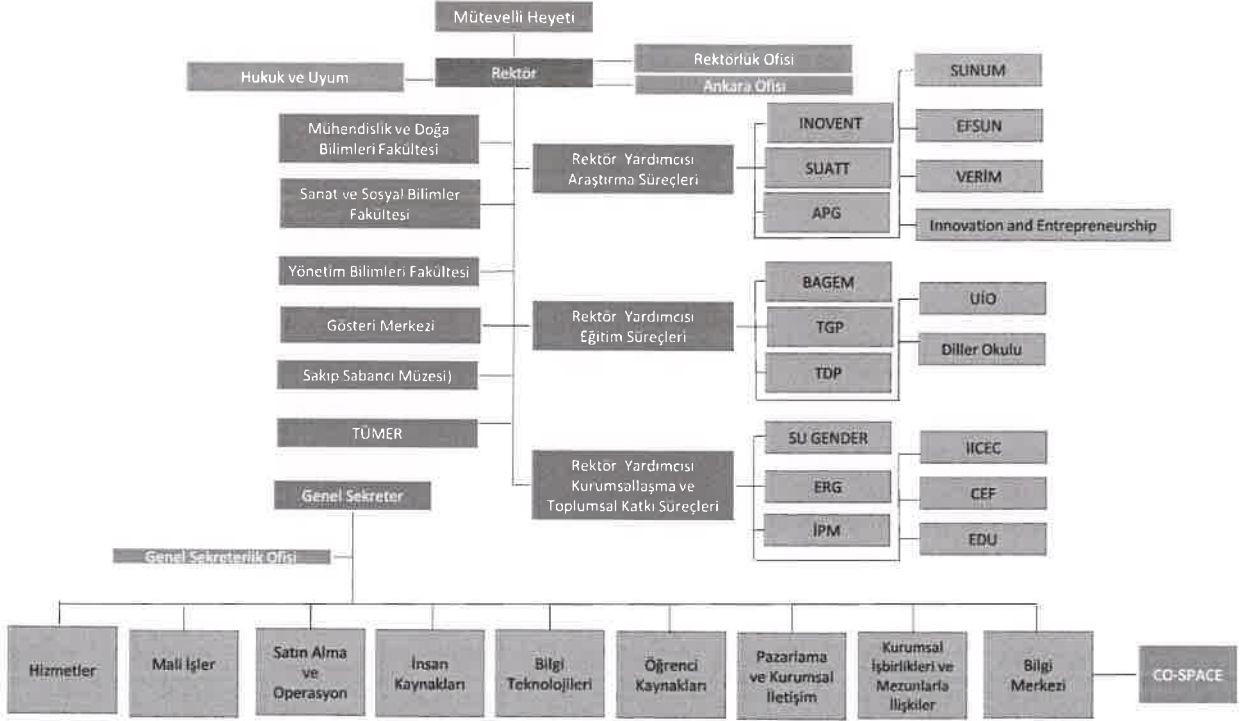 Mütevelli Heyeti
Rektör
Rektörlük Ofisi
Ankara Ofisi
Hukuk ve Uyum
Mühendislik ve Doğa
Bilimleri Fakültesi
Sanat ve Sosyal Bilimler
Fakültesi
Yönetim Bilimleri Fakültesi
Gösteri Merkezi
Sakıp Sabancı Müzesi)
TÜMER
Rektör Yardımcısı
Araştırma Süreçleri
INOVENT
SUATT
APG
SUNUM
EFSUN
VERİM
Innovation and Entrepreneurship
Rektör Yardımcısı
Eğitim Süreçleri
BAGEM
TGP
TDP
UİO
Diller Okulu
Rektör Yardımcısı
Kurumsallaşma ve
Toplumsal Katkı Süreçleri
SU GENDER
ERG
İPM
IICEC
CEF
EDU
Genel Sekreter
Genel Sekreterlik Ofisi
Hizmetler
Mali İşler
Satın Alma
ve
Operasyon
İnsan
Kaynakları
Bilgi
Teknolojileri
Öğrenci
Kaynakları
Pazarlama
ve Kurumsal
İletişim
Kurumsal
İşbirlikleri ve
Mezunlarla
İlişkiler
Bilgi
Merkezi
CO-SPACE